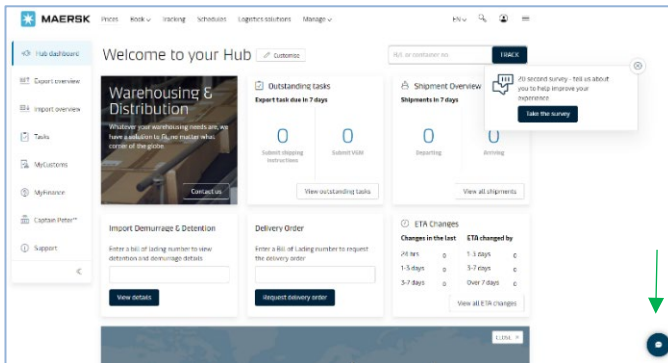 MAERSK
Prices Book Tracking Schedules Logistics solutions Manage
EN
Hub dashboard
Export overview
Import overview
Tasks
MyCustoms
MyFinance
Captain Peter™
Support
Welcome to your Hub
Customise
B/L or container no.
TRACK
20 second survey - tell us about
you to help improve your
experience
Take the survey
Warehousing &
Distribution
Whatever your warehousing needs are, we
have a solution to fit, no matter what
corner of the globe.
Contact us
Outstanding tasks
Export task due in 7 days
0
Submit shipping
instructions
0
Submit VGM
View outstanding tasks
Shipment Overview
Shipments in 7 days
0
Departing
0
Arriving
View all shipments
Import Demurrage & Detention
Enter a bill of lading number to view
detention and demurrage details
View details
Delivery Order
Enter a Bill of Lading number to request
the delivery order
Request delivery order
ETA Changes
Changes in the last
24 hrs 0
1-3 days 0
3-7 days 0
ETA changed by
1-3 days 0
3-7 days 0
Over 7 days 0
View all ETA changes
CLOSE